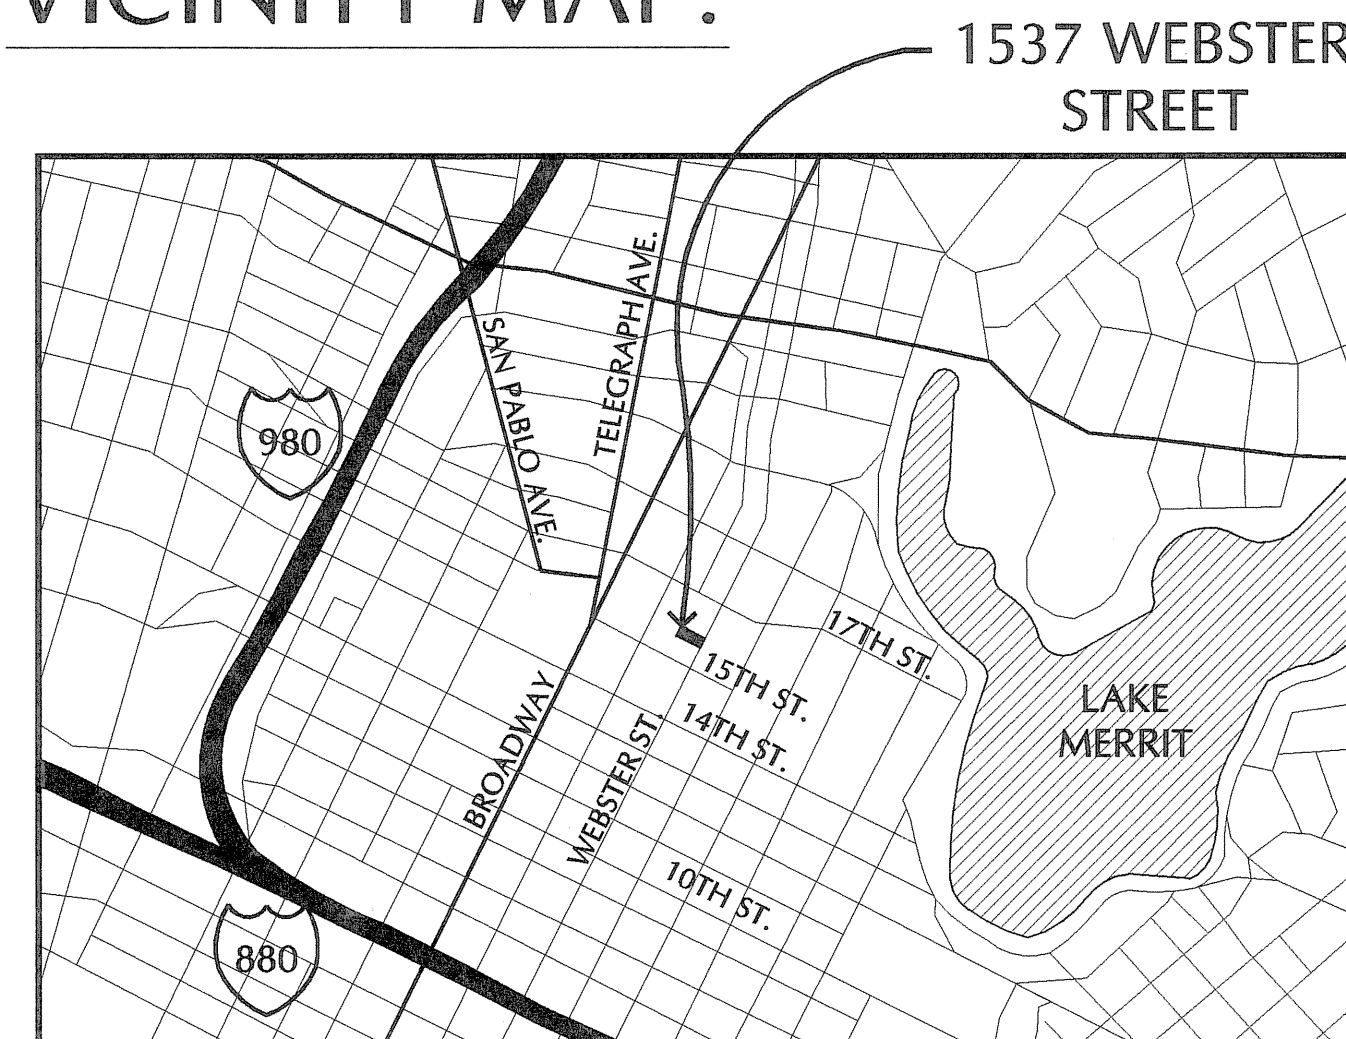 VICINITY MAP:
1537 WEBSTER
STREET
TELEGRAPH AVE.
SAN PABLO AVE.
980
17TH ST.
15TH ST.
LAKE
MERRIT
14TH ST.
BROADWAY
WEBSTER ST.
10TH ST.
880